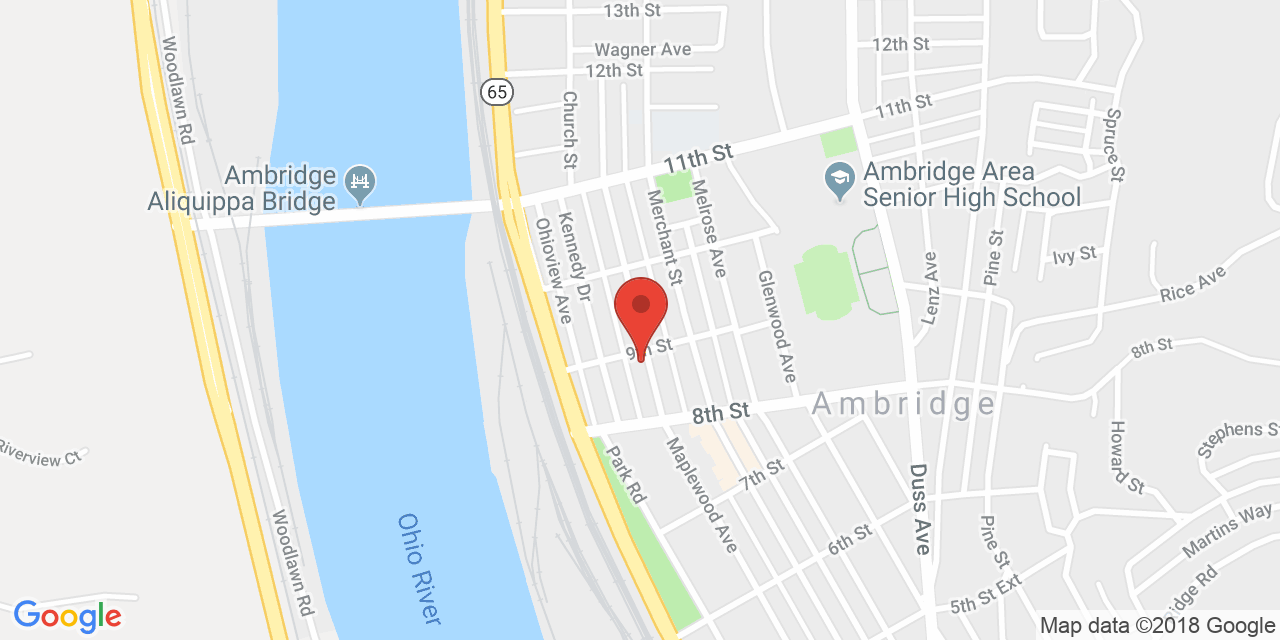 13th St
Wagner Ave
12th St
12th St
65
Church St
11th St
Woodlawn Rd
Spruce St
11th St
Ambridge
Aliquippa Bridge
Ambridge Area
Senior High School
Merchant St
Melrose Ave
Kennedy Dr
Ohioview Ave
Glenwood Ave
Lenz Ave
Pine St
Ivy St
Rice Ave
9th St
8th St
8th St
Ambridge
Riverview Ct
Park Rd
Maplewood Ave
7th St
Howard St
Stephens S
Duss Ave
Woodlawn Rd
Ohio River
6th St
Pine St
Martins Way
5th St Ext
Ridge Rd
Google
Map data ©2018 Google